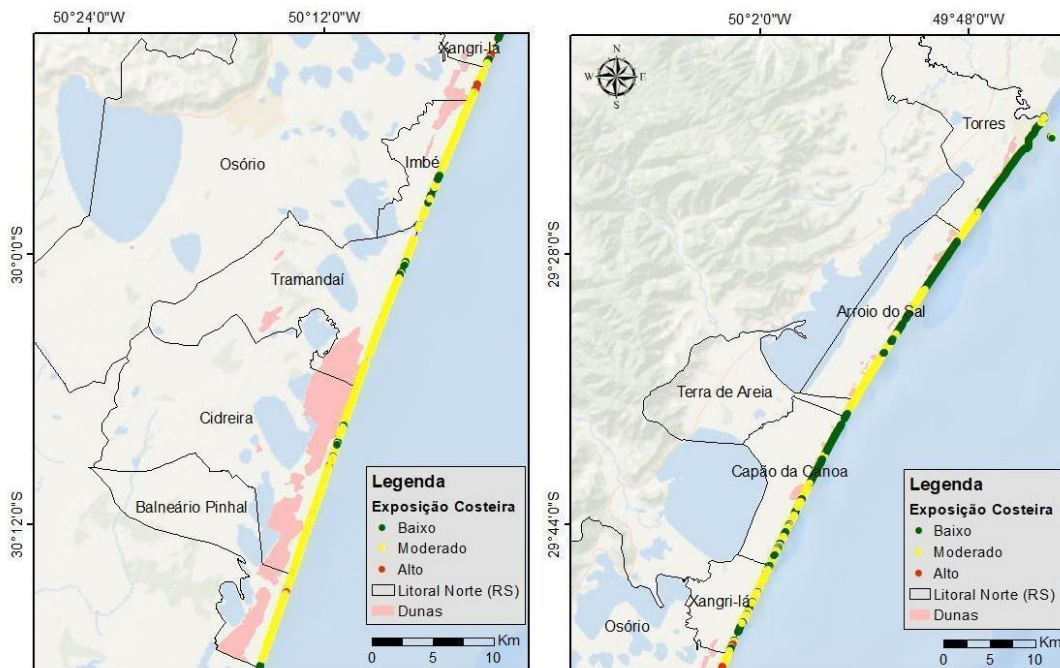 50°24'0"W 50°12'0"W
Xangri-lá
Osório
Imbé
30°0'0"S
Tramandaí
Cidreira
Balneário Pinhal
30°12'0"S
Legenda
Exposição Costeira
Baixo
Moderado
Alto
Litoral Norte (RS)
Dunas
Km
0 5 10
50°2'0"W 49°48'0"W
N
W E
S
Torres
29°28'0"S
Arroio do Sal
Terra de Areia
Capão da Canoa
29°44'0"S
Xangri-lá
Osório
Legenda
Exposição Costeira
Baixo
Moderado
Alto
Litoral Norte (RS)
Dunas
Km
0 5 10